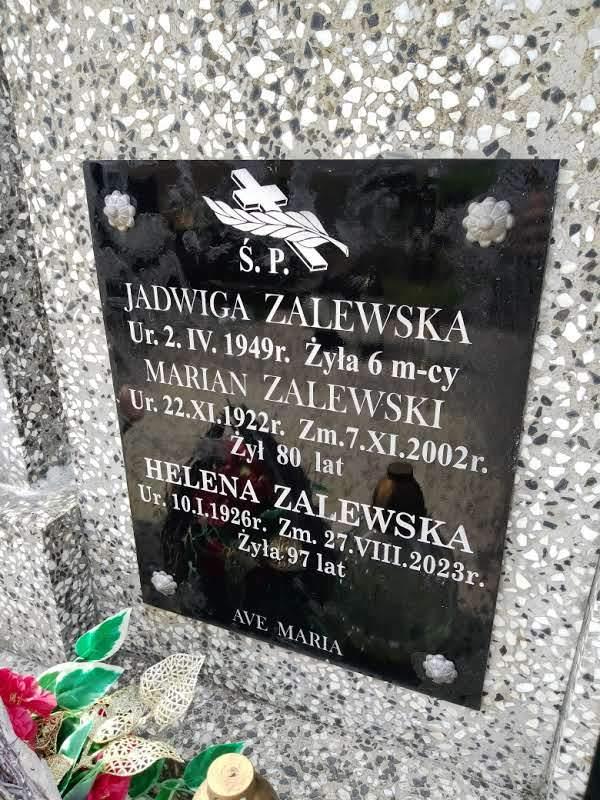 Ś. P.
JADWIGA ZALEWSKA
Ur. 2. IV. 1949r. Żyła 6 m-cy
MARIAN ZALEWSKI
Ur. 22.XI.1922r. Zm.7.XI.2002r.
Żył 80 lat
HELENA ZALEWSKA
Ur. 10.I.1926r. Zm. 27.VIII.2023r.
Żyła 97 lat
AVE MARIA